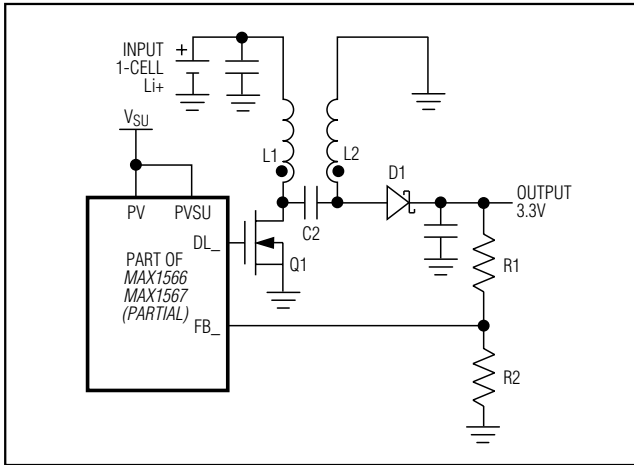 INPUT
1-CELL
Li+
+
VSU
L1
L2
D1
C2
OUTPUT
3.3V
PV
PVSU
DL_
Q1
R1
PART OF
MAX1566
MAX1567
(PARTIAL)
FB_
R2